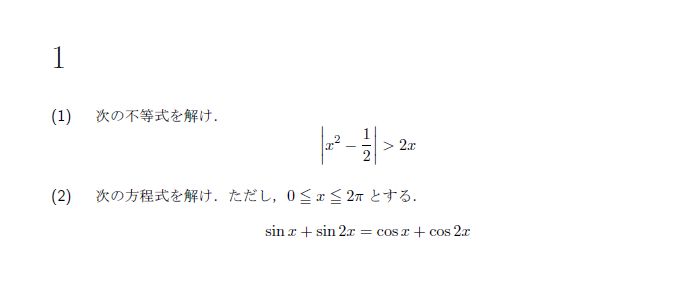 1
(1) 次の不等式を解け．
|x² − 1/2| > 2x
(2) 次の方程式を解け．ただし，0 ≦ x ≦ 2π とする．
sin x + sin 2x = cos x + cos 2x